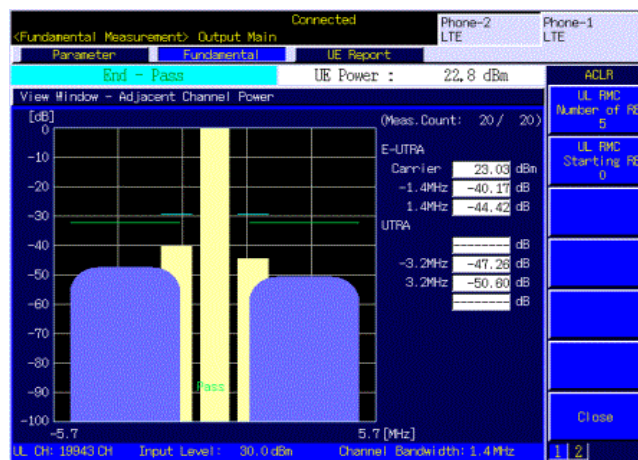 Connected
<Fundamental Measurement> Output Main
Phone-2
LTE
Phone-1
LTE
Parameter
Fundamental
UE Report
End - Pass
UE Power :
22.8 dBm
ACLR
View Window - Adjacent Channel Power
[dB]
(Meas.Count: 20/ 20)
0
-10
-20
-30
-40
-50
-60
-70
-80
-90
-100
Pass
-5.7
5.7[MHz]
E-UTRA
Carrier 23.03 dBm
-1.4MHz -40.17 dB
1.4MHz -44.42 dB
UTRA
------- dB
-3.2MHz -47.26 dB
3.2MHz -50.60 dB
------- dB
UL RMC
Number of RB
5
UL RMC
Starting RB
0
Close
1 2
UL CH: 19943 CH Input Level: 30.0 dBm Channel Bandwidth: 1.4 MHz